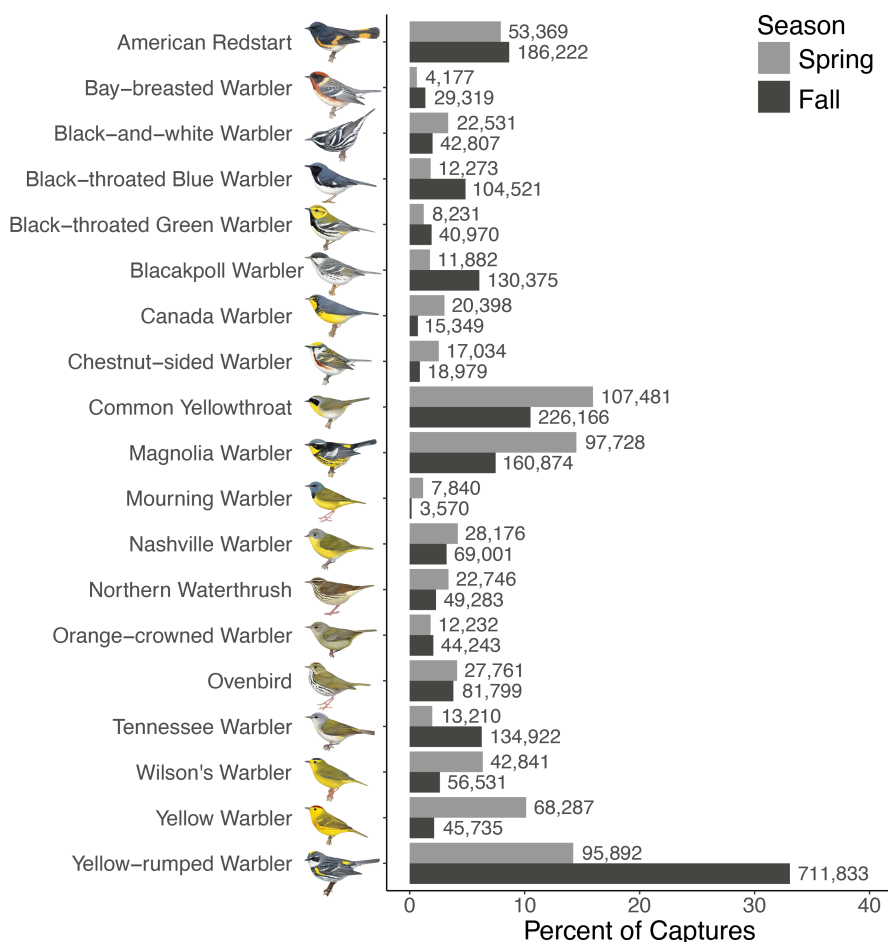 Season
Spring
Fall
American Redstart 53,369
186,222
Bay−breasted Warbler 4,177
29,319
Black−and−white Warbler 22,531
42,807
Black−throated Blue Warbler 12,273
104,521
Black−throated Green Warbler 8,231
40,970
Blacakpoll Warbler 11,882
130,375
Canada Warbler 20,398
15,349
Chestnut−sided Warbler 17,034
18,979
Common Yellowthroat 107,481
226,166
Magnolia Warbler 97,728
160,874
Mourning Warbler 7,840
3,570
Nashville Warbler 28,176
69,001
Northern Waterthrush 22,746
49,283
Orange−crowned Warbler 12,232
44,243
Ovenbird 27,761
81,799
Tennessee Warbler 13,210
134,922
Wilson's Warbler 42,841
56,531
Yellow Warbler 68,287
45,735
Yellow−rumped Warbler 95,892
711,833
0 10 20 30 40
Percent of Captures